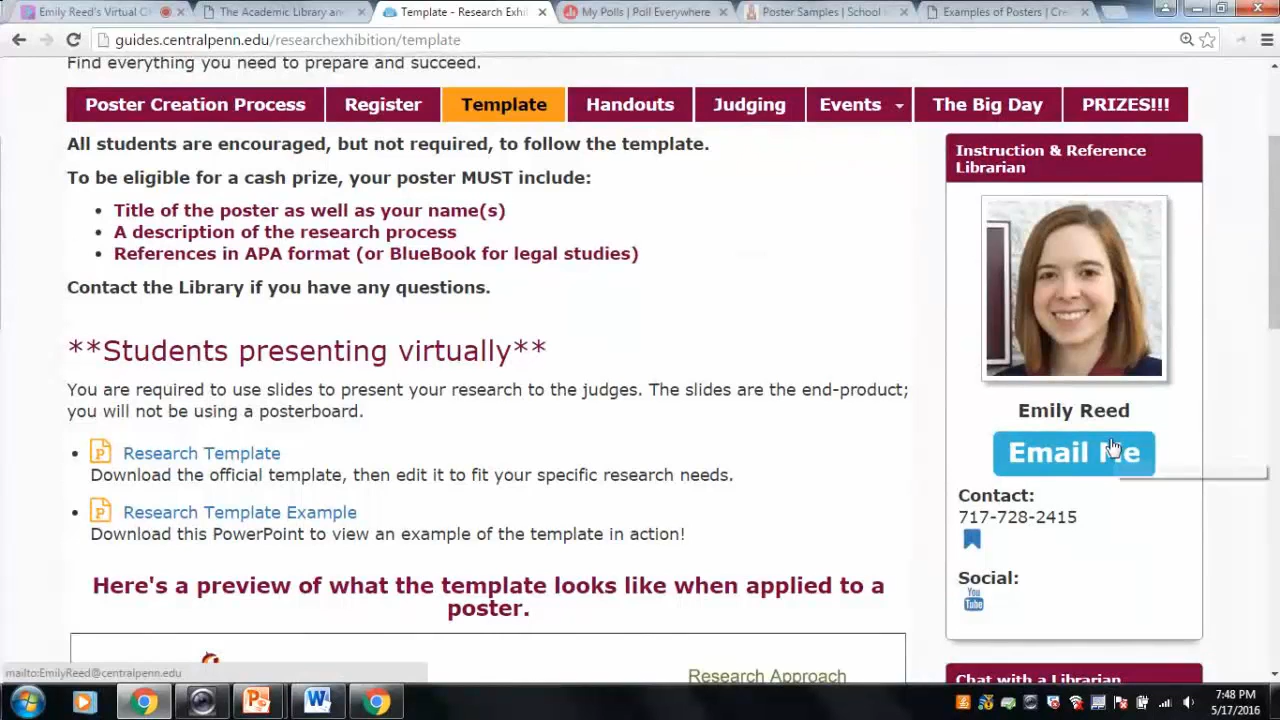 Emily Reed's Virtual C
The Academic Library an
Template - Research Exhi
My Polls | Poll Everywhere
Poster Samples | School
Examples of Posters | Cre
guides.centralpenn.edu/researchexhibition/template
Find everything you need to prepare and succeed.
Poster Creation Process
Register
Template
Handouts
Judging
Events
The Big Day
PRIZES!!!
All students are encouraged, but not required, to follow the template.
To be eligible for a cash prize, your poster MUST include:
• Title of the poster as well as your name(s)
• A description of the research process
• References in APA format (or BlueBook for legal studies)
Contact the Library if you have any questions.
**Students presenting virtually**
You are required to use slides to present your research to the judges. The slides are the end-product;
you will not be using a posterboard.
• Research Template
Download the official template, then edit it to fit your specific research needs.
• Research Template Example
Download this PowerPoint to view an example of the template in action!
Here's a preview of what the template looks like when applied to a
poster.
Research Approach
Instruction & Reference
Librarian
Emily Reed
Email Me
Contact:
717-728-2415
Social:
You
Tube
Chat with a Librarian
mailto:EmilyReed@centralpenn.edu
7:48 PM
5/17/2016